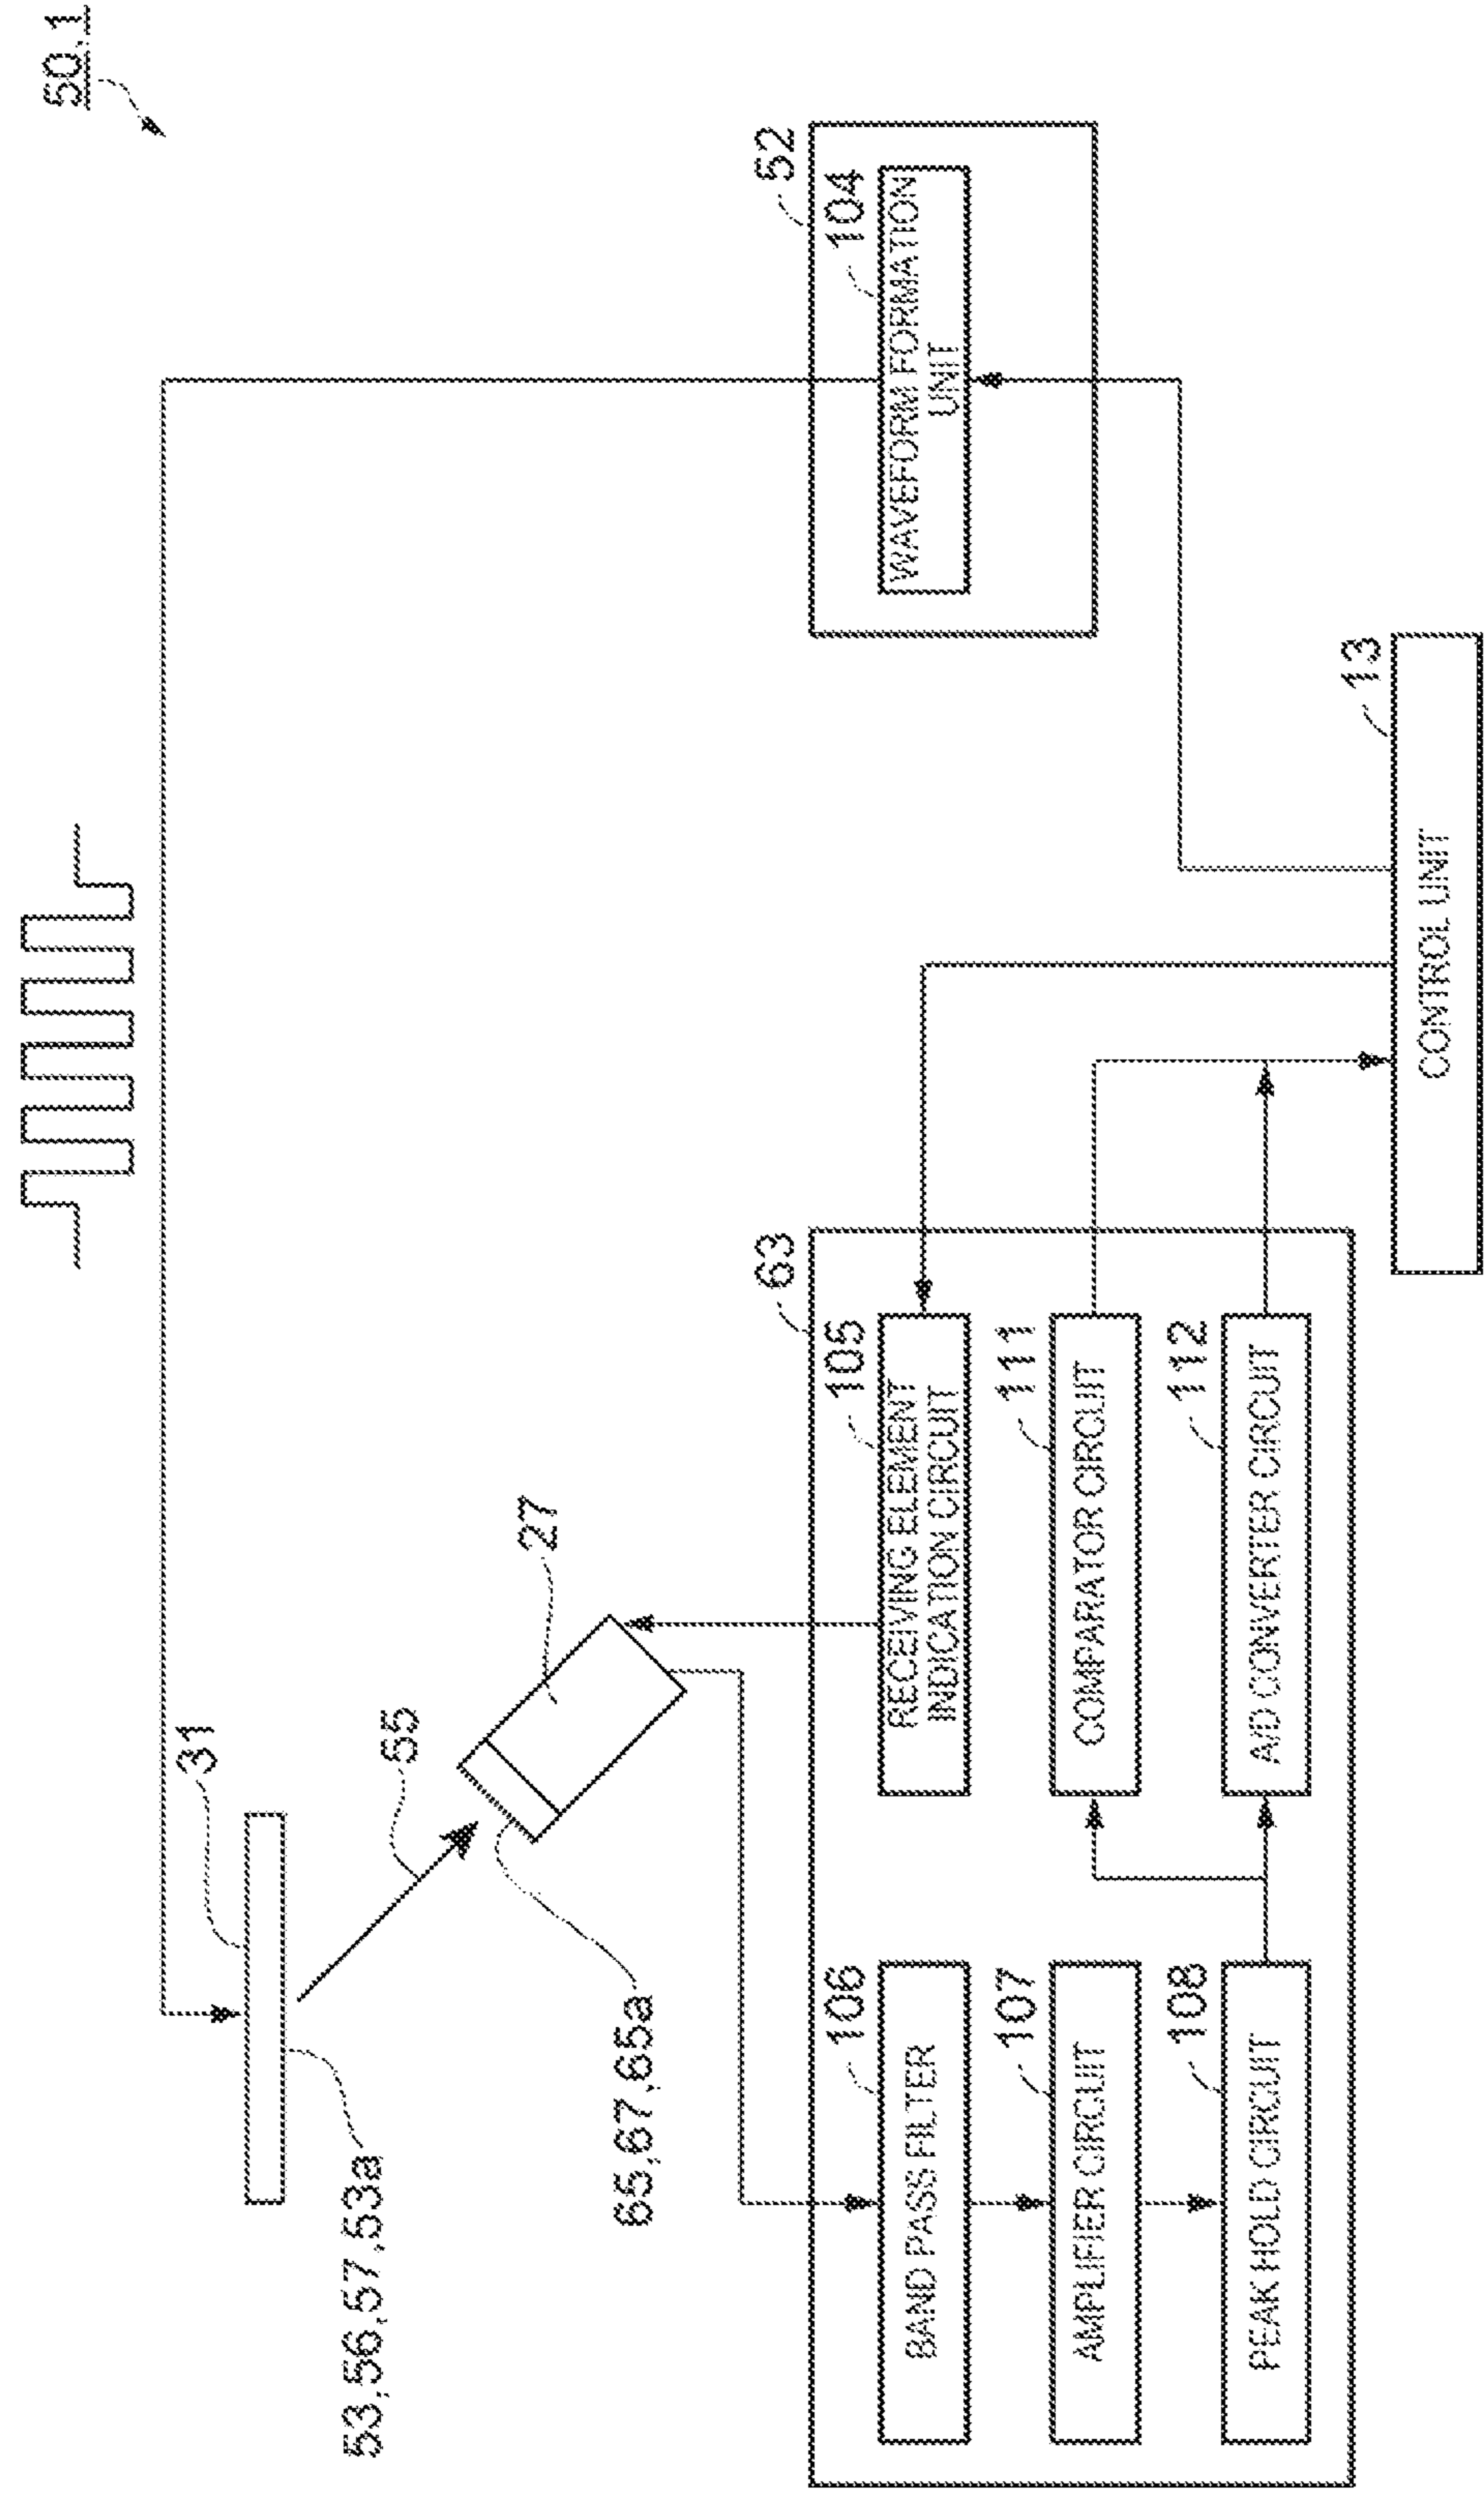 50,1
31
55
27
53,56,57,53a
65,67,65a
52
104
WAVEFORM FORMATION
UNIT
63
106
BAND PASS FILTER
105
RECEIVING ELEMENT
INDICATION CIRCUIT
107
AMPLIFIER CIRCUIT
111
COMPARATOR CIRCUIT
108
PEAK HOLD CIRCUIT
112
A/D CONVERTER CIRCUIT
13
CONTROL UNIT